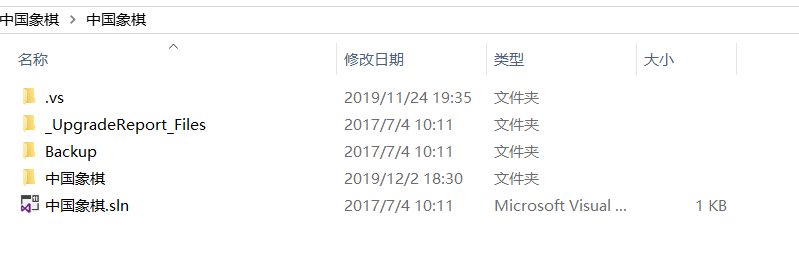 中国象棋 > 中国象棋
名称 修改日期 类型 大小
.vs 2019/11/24 19:35 文件夹
_UpgradeReport_Files 2017/7/4 10:11 文件夹
Backup 2017/7/4 10:11 文件夹
中国象棋 2019/12/2 18:30 文件夹
中国象棋.sln 2017/7/4 10:11 Microsoft Visual ... 1 KB